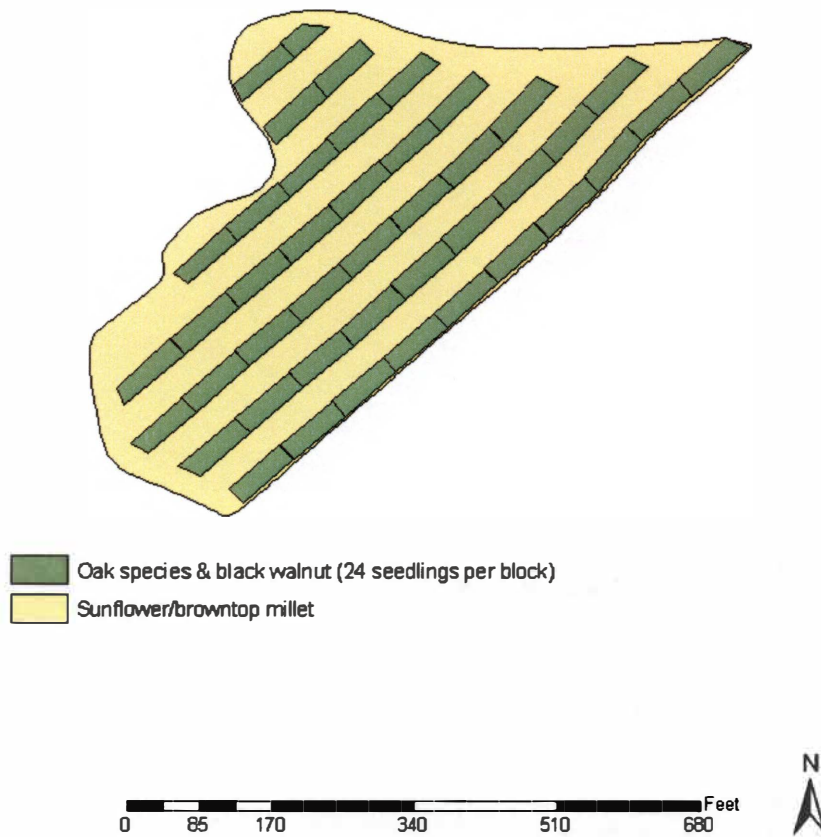 Oak species & black walnut (24 seedlings per block)
Sunflower/browntop millet
N
Feet
0 85 170 340 510 680